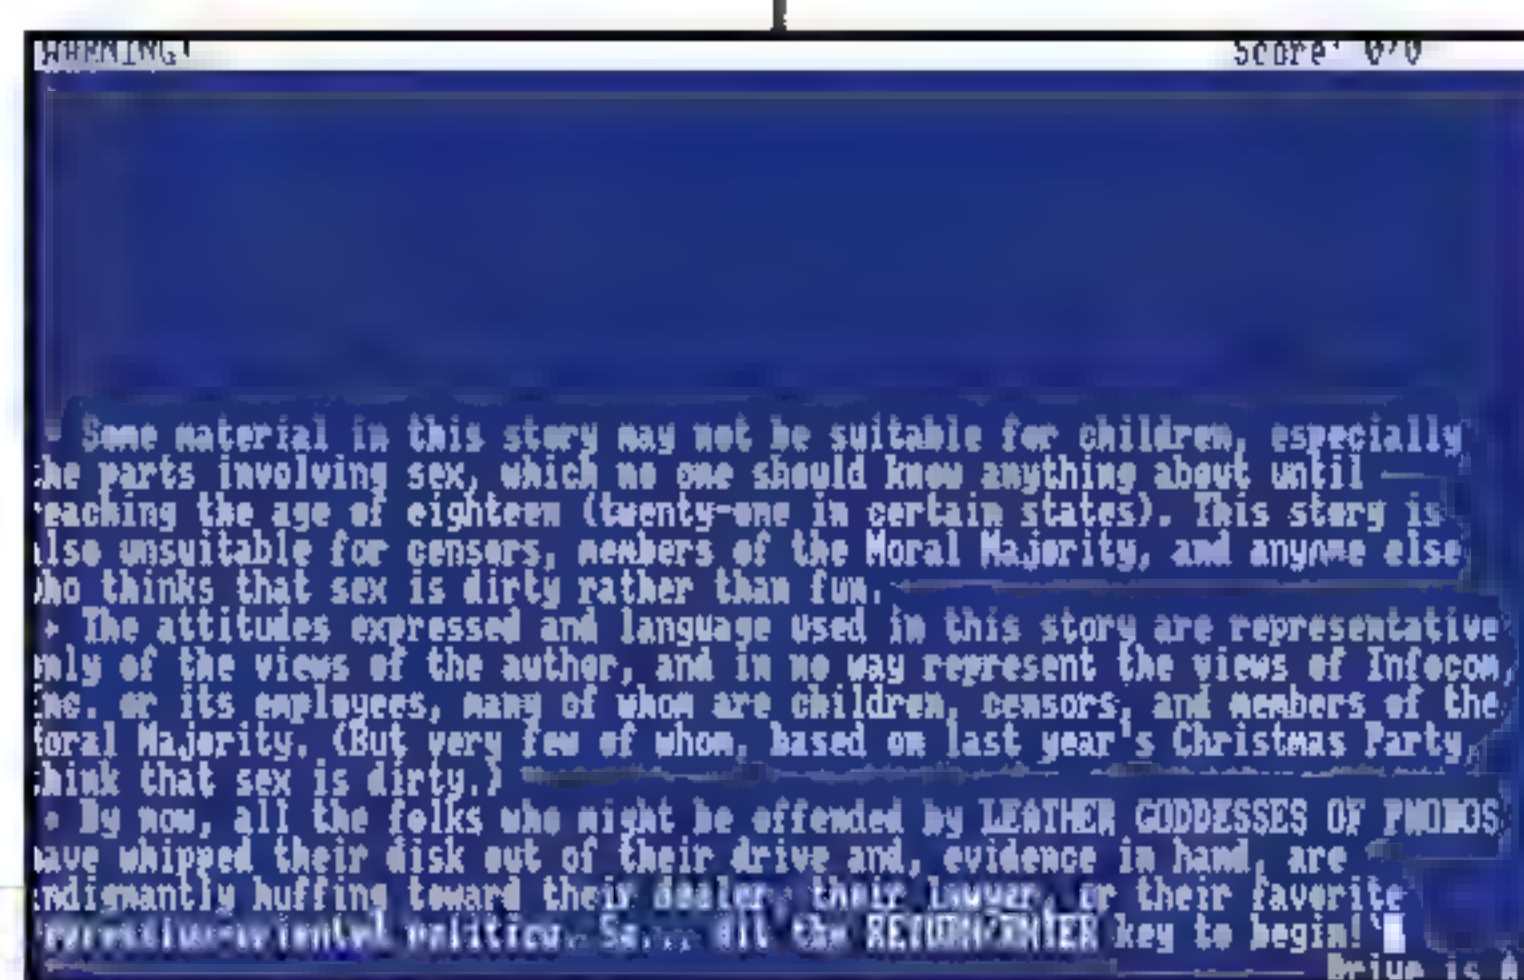 WARNING! Score: 0/0
* Some material in this story may not be suitable for children, especially
the parts involving sex, which no one should know anything about until
reaching the age of eighteen (twenty-one in certain states). This story is
also unsuitable for censors, members of the Moral Majority, and anyone else
who thinks that sex is dirty rather than fun.
* The attitudes expressed and language used in this story are representative
only of the views of the author, and in no way represent the views of Infocom,
Inc. or its employees, many of whom are children, censors, and members of the
Moral Majority. (But very few of whom, based on last year's Christmas Party,
think that sex is dirty.)
* By now, all the folks who might be offended by LEATHER GODDESSES OF PHOBOS
have whipped their disk out of their drive and, evidence in hand, are
indignantly huffing toward their dealer, their lawyer, or their favorite
So... hit the RETURN/ENTER key to begin!
Drive is